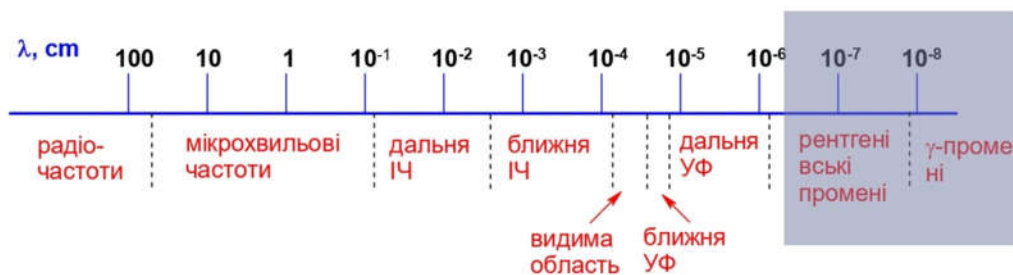 λ, cm 100 10 1 10⁻¹ 10⁻² 10⁻³ 10⁻⁴ 10⁻⁵ 10⁻⁶ 10⁻⁷ 10⁻⁸
радіо-
частоти
мікрохвильові
частоти
дальня
ІЧ
ближня
ІЧ
дальня
УФ
рентгені
вські
промені
γ-проме
ні
видима
область
ближня
УФ